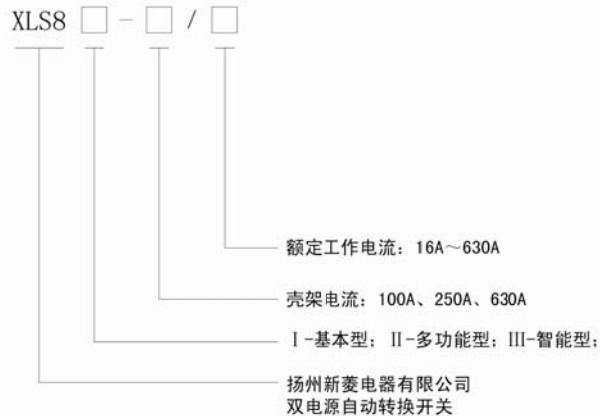 XLS8 □ - □ / □
额定工作电流：16A～630A
壳架电流：100A、250A、630A
Ⅰ-基本型；Ⅱ-多功能型；Ⅲ-智能型；
扬州新菱电器有限公司
双电源自动转换开关